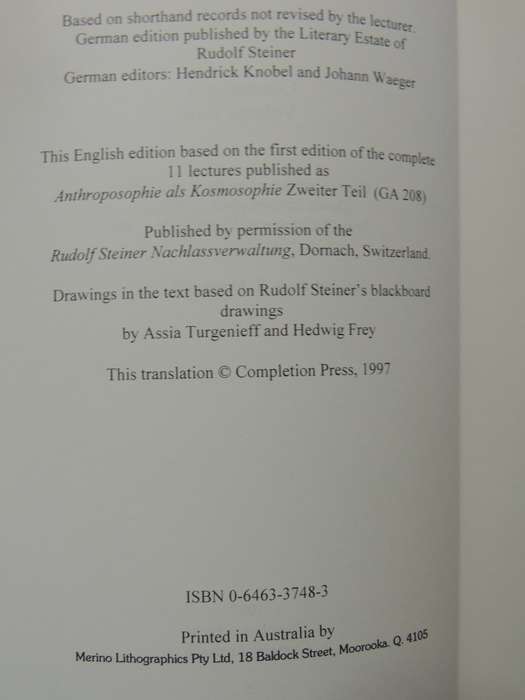 Based on shorthand records not revised by the lecturer.
German edition published by the Literary Estate of
Rudolf Steiner
German editors: Hendrick Knobel and Johann Waeger
This English edition based on the first edition of the complete
11 lectures published as
Anthroposophie als Kosmosophie Zweiter Teil (GA 208)
Published by permission of the
Rudolf Steiner Nachlassverwaltung, Dornach, Switzerland.
Drawings in the text based on Rudolf Steiner's blackboard
drawings
by Assia Turgenieff and Hedwig Frey
This translation © Completion Press, 1997
ISBN 0-6463-3748-3
Printed in Australia by
Merino Lithographics Pty Ltd, 18 Baldock Street, Moorooka. Q. 4105